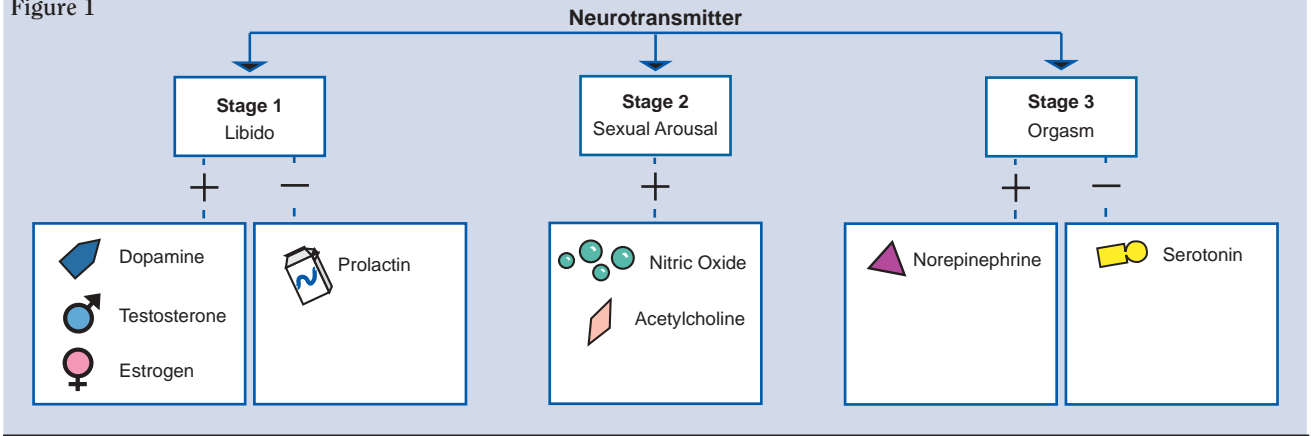 Figure 1
Neurotransmitter
Stage 1
Libido
Stage 2
Sexual Arousal
Stage 3
Orgasm
+
−
+
+
−
Dopamine
Testosterone
Estrogen
Prolactin
Nitric Oxide
Acetylcholine
Norepinephrine
Serotonin